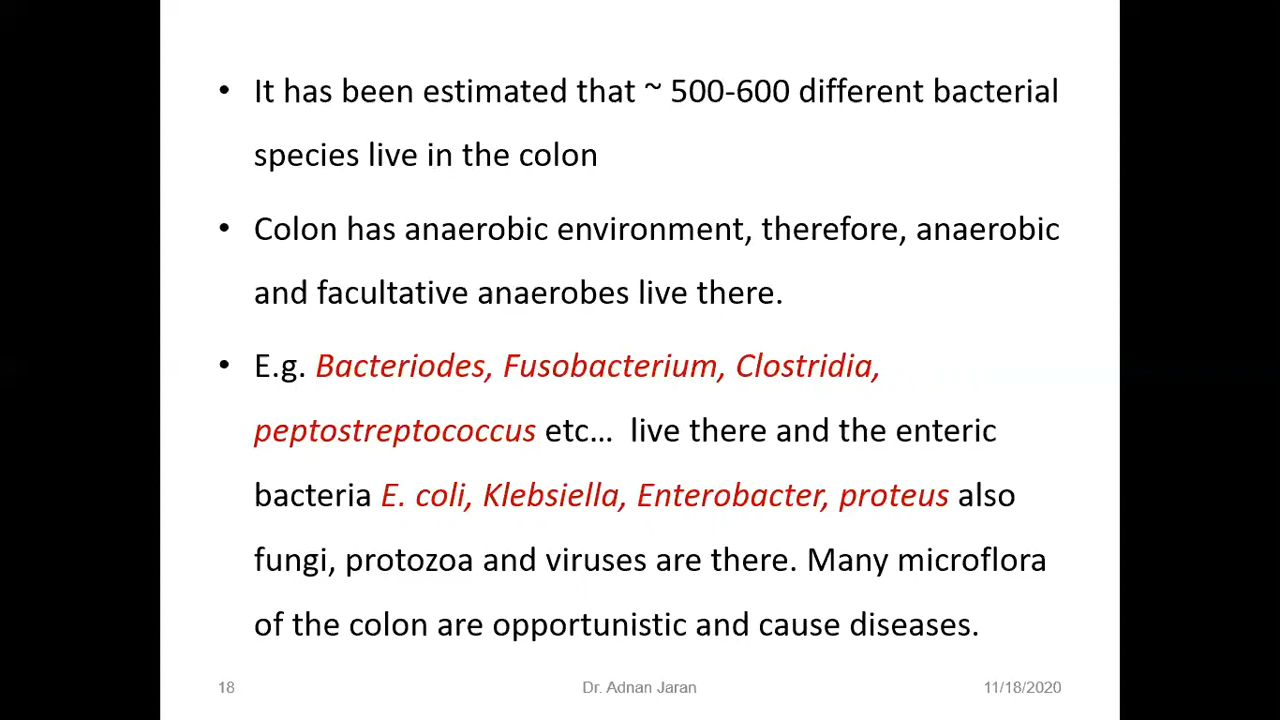 • It has been estimated that ~ 500-600 different bacterial
species live in the colon
• Colon has anaerobic environment, therefore, anaerobic
and facultative anaerobes live there.
• E.g. Bacteriodes, Fusobacterium, Clostridia,
peptostreptococcus etc… live there and the enteric
bacteria E. coli, Klebsiella, Enterobacter, proteus also
fungi, protozoa and viruses are there. Many microflora
of the colon are opportunistic and cause diseases.
18 Dr. Adnan Jaran 11/18/2020